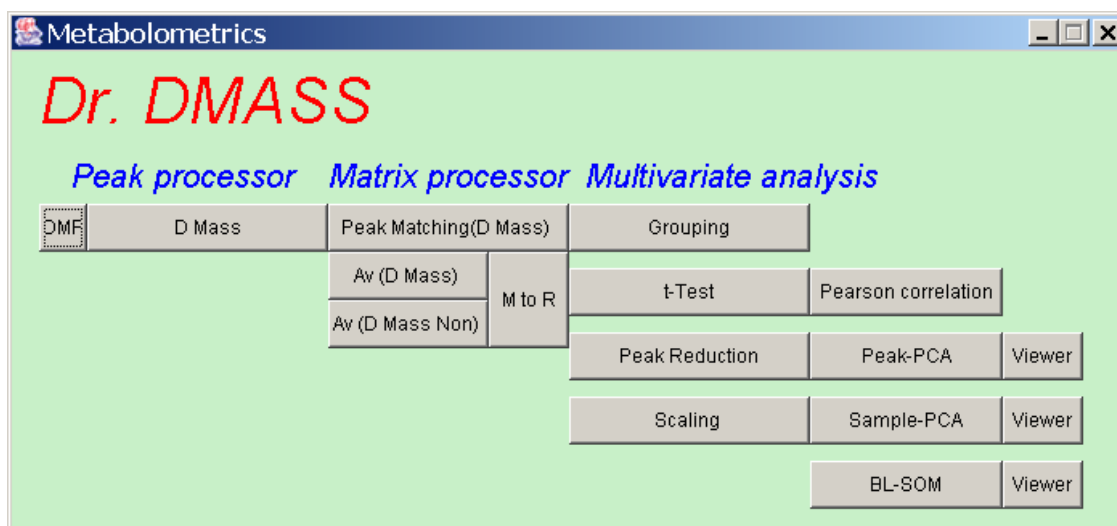 Metabolometrics
Dr. DMASS
Peak processor Matrix processor Multivariate analysis
D Mass Peak Matching(D Mass) Grouping
Av (D Mass) M to R t-Test Pearson correlation
Av (D Mass Non)
Peak Reduction Peak-PCA Viewer
Scaling Sample-PCA Viewer
BL-SOM Viewer